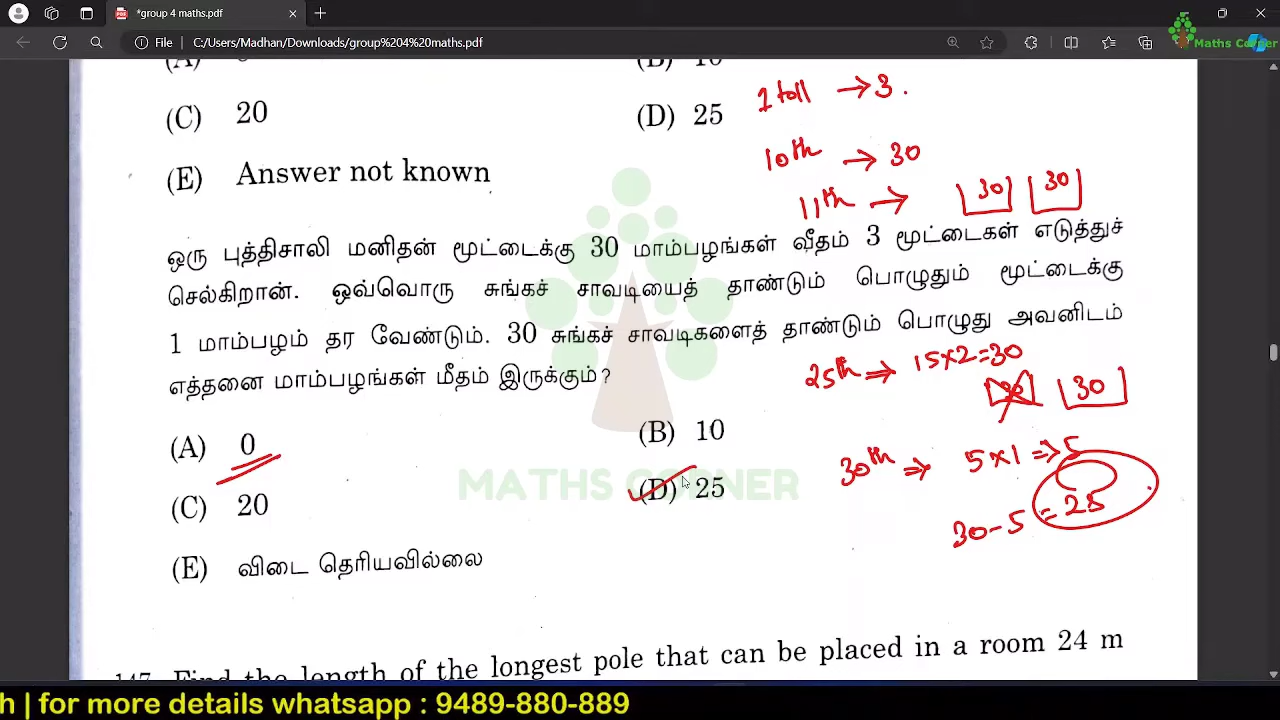 *group 4 maths.pdf
File C:/Users/Madhan/Downloads/group%204%20maths.pdf
Maths Corner
(A) (B) 10
1 toll → 3.
(C) 20 (D) 25
10th → 30
(E) Answer not known
11th → 30 30
ஒரு புத்திசாலி மனிதன் மூட்டைக்கு 30 மாம்பழங்கள் வீதம் 3 மூட்டைகள் எடுத்துச்
செல்கிறான். ஒவ்வொரு சுங்கச் சாவடியைத் தாண்டும் பொழுதும் மூட்டைக்கு
1 மாம்பழம் தர வேண்டும். 30 சுங்கச் சாவடிகளைத் தாண்டும் பொழுது அவனிடம்
எத்தனை மாம்பழங்கள் மீதம் இருக்கும்?
25th ⇒ 15×2=30
30 30
(A) 0 (B) 10
30th ⇒ 5×1 ⇒ 5
MATHS CORNER
(C) 20 (D) 25
30-5 = 25
(E) விடை தெரியவில்லை
147. Find the length of the longest pole that can be placed in a room 24 m
h | for more details whatsapp : 9489-880-889